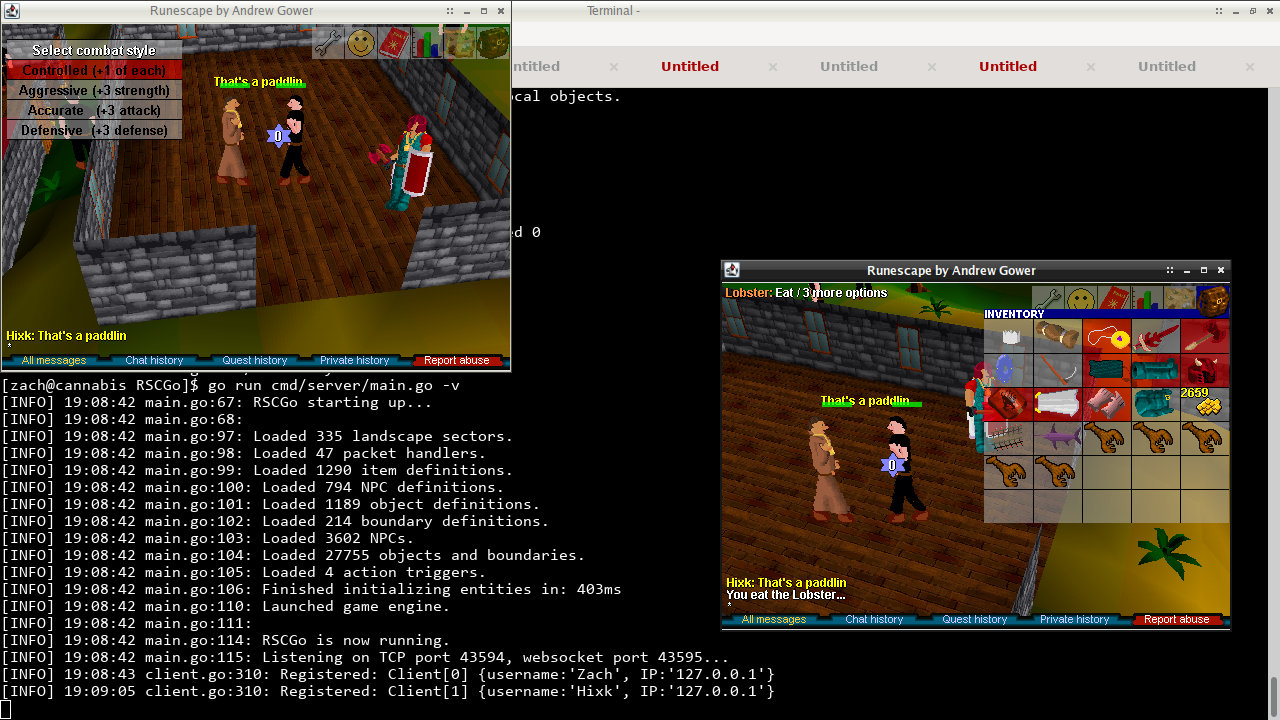 Runescape by Andrew Gower
Terminal -
ntitled
Untitled
Untitled
Untitled
Untitled
Select combat style
Controlled (+1 of each)
Aggressive (+3 strength)
Accurate (+3 attack)
Defensive (+3 defense)
That's a paddlin
0
Hixk: That's a paddlin
*
All messages
Chat history
Quest history
Private history
Report abuse
cal objects.
d 0
Runescape by Andrew Gower
Lobster: Eat / 3 more options
INVENTORY
2659
That's a paddlin
0
Hixk: That's a paddlin
You eat the Lobster...
*
All messages
Chat history
Quest history
Private history
Report abuse
[zach@cannabis RSCGo]$ go run cmd/server/main.go -v
[INFO] 19:08:42 main.go:67: RSCGo starting up...
[INFO] 19:08:42 main.go:68:
[INFO] 19:08:42 main.go:97: Loaded 335 landscape sectors.
[INFO] 19:08:42 main.go:98: Loaded 47 packet handlers.
[INFO] 19:08:42 main.go:99: Loaded 1290 item definitions.
[INFO] 19:08:42 main.go:100: Loaded 794 NPC definitions.
[INFO] 19:08:42 main.go:101: Loaded 1189 object definitions.
[INFO] 19:08:42 main.go:102: Loaded 214 boundary definitions.
[INFO] 19:08:42 main.go:103: Loaded 3602 NPCs.
[INFO] 19:08:42 main.go:104: Loaded 27755 objects and boundaries.
[INFO] 19:08:42 main.go:105: Loaded 4 action triggers.
[INFO] 19:08:42 main.go:106: Finished initializing entities in: 403ms
[INFO] 19:08:42 main.go:110: Launched game engine.
[INFO] 19:08:42 main.go:111:
[INFO] 19:08:42 main.go:114: RSCGo is now running.
[INFO] 19:08:42 main.go:115: Listening on TCP port 43594, websocket port 43595...
[INFO] 19:08:43 client.go:310: Registered: Client[0] {username:'Zach', IP:'127.0.0.1'}
[INFO] 19:09:05 client.go:310: Registered: Client[1] {username:'Hixk', IP:'127.0.0.1'}